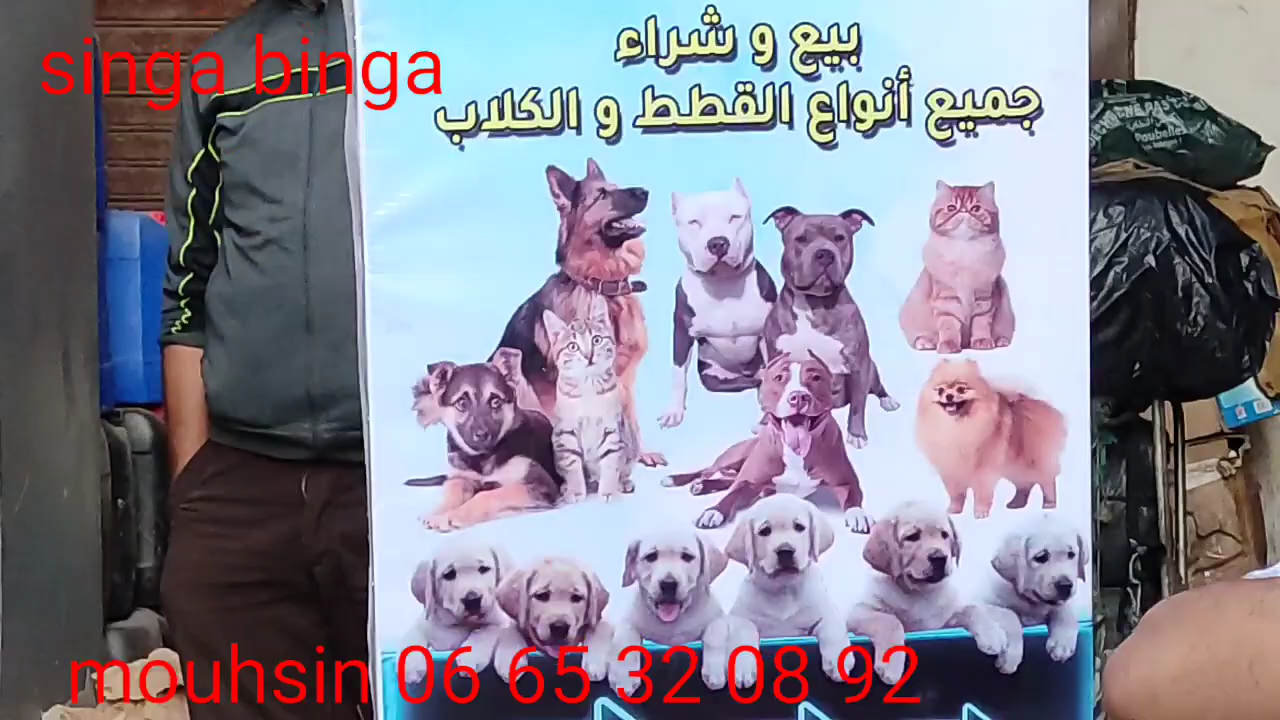 singa binga
بيع و شراء
جميع أنواع القطط و الكلاب
mouhsin 06 65 32 08 92